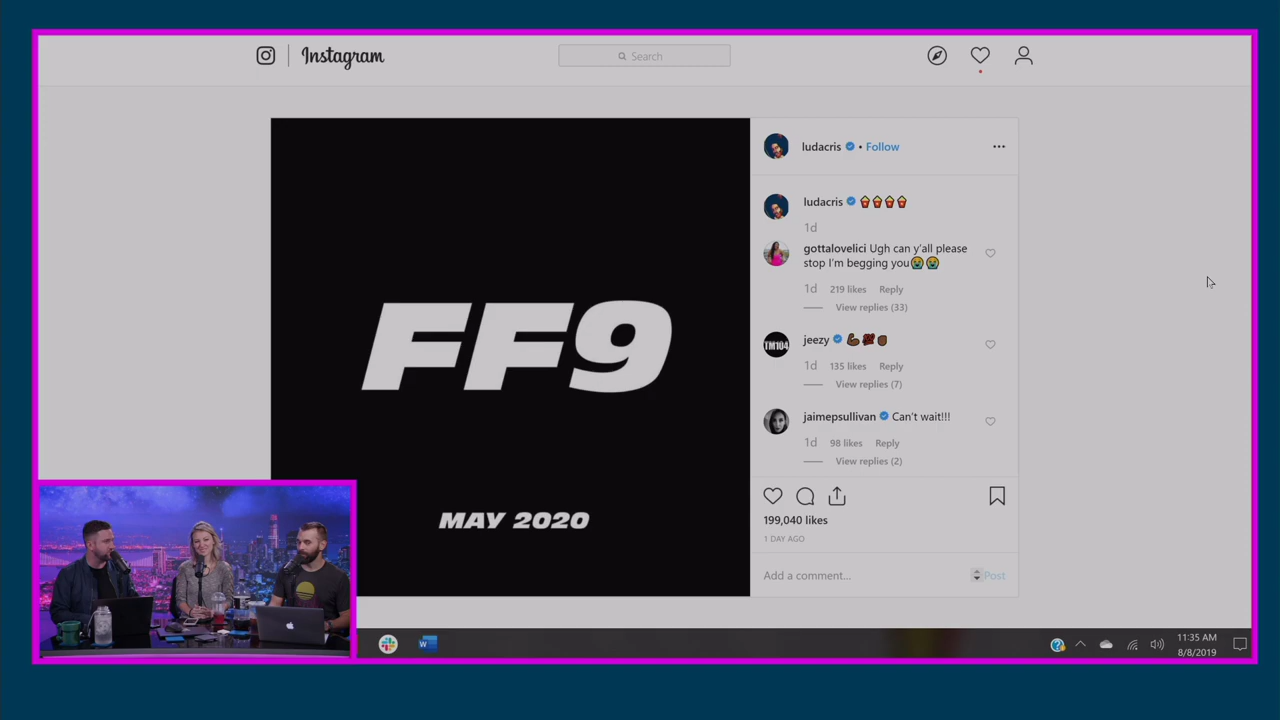 Instagram
Search
ludacris • Follow
ludacris
1d
gottalovelici Ugh can y'all please
stop I'm begging you
1d 219 likes Reply
View replies (33)
jeezy
1d 135 likes Reply
View replies (7)
jaimepsullivan Can't wait!!!
1d 98 likes Reply
View replies (2)
199,040 likes
1 DAY AGO
Add a comment... Post
FF9
MAY 2020
TM104
W
11:35 AM
8/8/2019